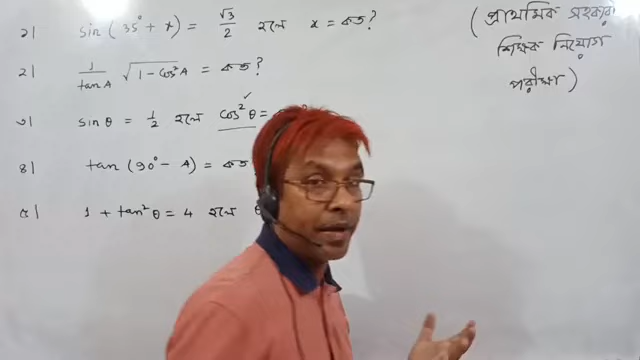 ১। sin (35° + x) = √3/2 হলে x = কত?
২। 1/tanA √1 - cos²A = কত?
৩। sinθ = 1/2 হলে cos²θ =
৪। tan (90° - A) = কত
৫। 1 + tan²θ = 4 হলে θ
(প্রাথমিক সহকারী
শিক্ষক নিয়োগ
পরীক্ষা)